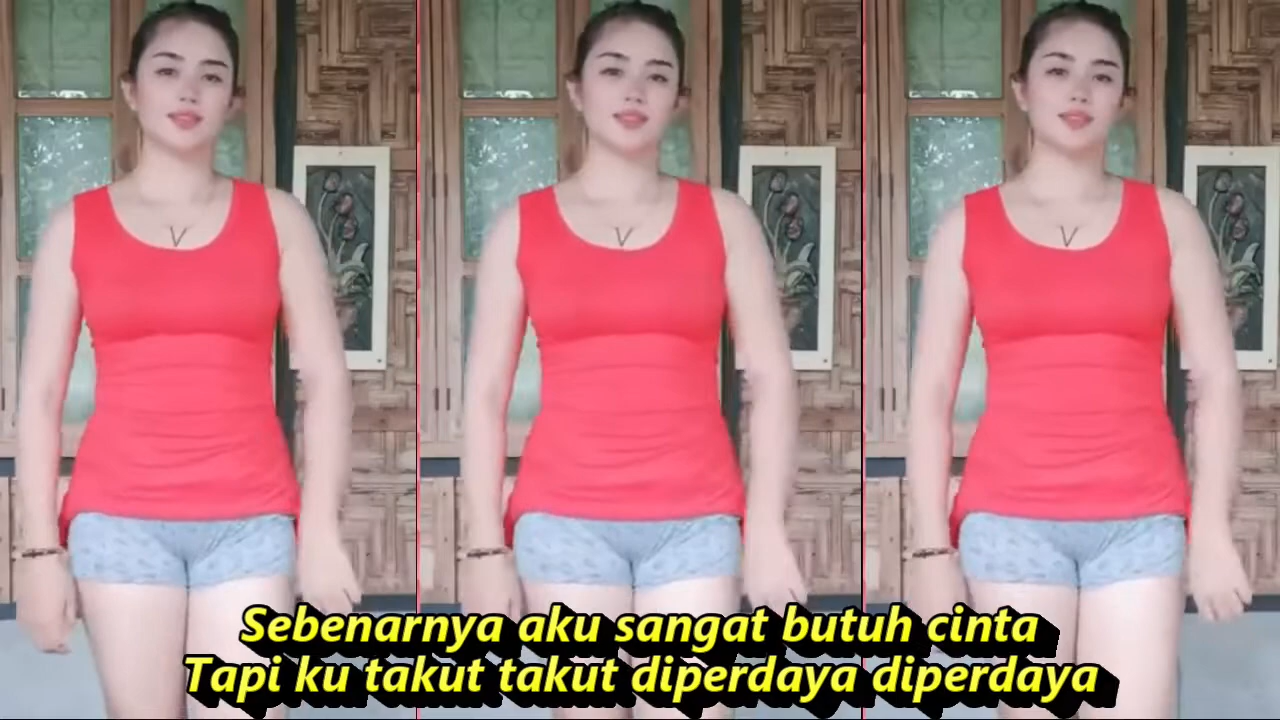 Sebenarnya aku sangat butuh cinta
Tapi ku takut takut diperdaya diperdaya